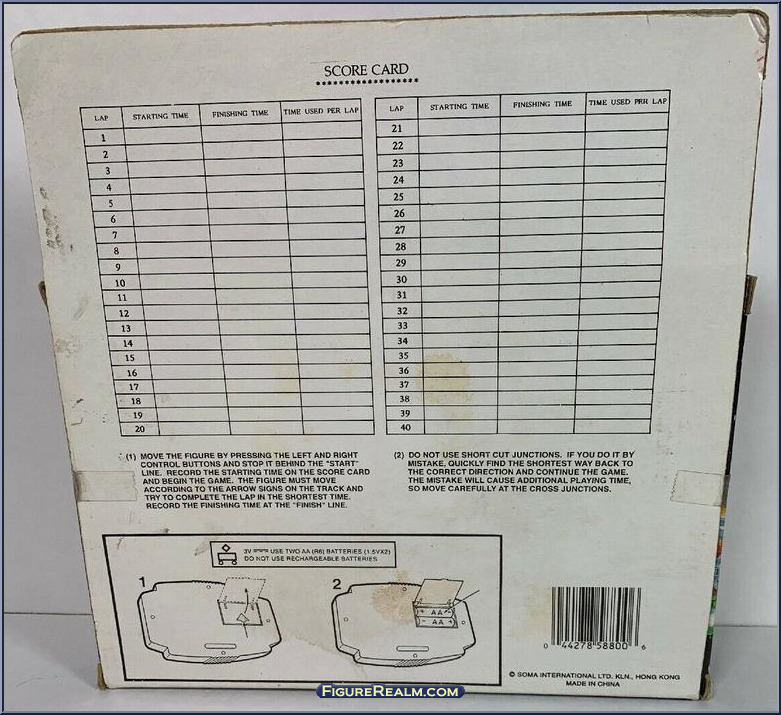 SCORE CARD
LAP STARTING TIME FINISHING TIME TIME USED PER LAP
1
2
3
4
5
6
7
8
9
10
11
12
13
14
15
16
17
18
19
20
LAP STARTING TIME FINISHING TIME TIME USED PER LAP
21
22
23
24
25
26
27
28
29
30
31
32
33
34
35
36
37
38
39
40
(1) MOVE THE FIGURE BY PRESSING THE LEFT AND RIGHT
CONTROL BUTTONS AND STOP IT BEHIND THE "START"
LINE. RECORD THE STARTING TIME ON THE SCORE CARD
AND BEGIN THE GAME. THE FIGURE MUST MOVE
ACCORDING TO THE ARROW SIGNS ON THE TRACK AND
TRY TO COMPLETE THE LAP IN THE SHORTEST TIME.
RECORD THE FINISHING TIME AT THE "FINISH" LINE.
(2) DO NOT USE SHORT CUT JUNCTIONS. IF YOU DO IT BY
MISTAKE, QUICKLY FIND THE SHORTEST WAY BACK TO
THE CORRECT DIRECTION AND CONTINUE THE GAME.
THE MISTAKE WILL CAUSE ADDITIONAL PLAYING TIME,
SO MOVE CAREFULLY AT THE CROSS JUNCTIONS.
3V USE TWO AA (R6) BATTERIES (1.5VX2)
DO NOT USE RECHARGEABLE BATTERIES
1
2
+ AA -
- AA +
0 44278 58800 6
© SOMA INTERNATIONAL LTD. KLN., HONG KONG
MADE IN CHINA
FIGUREREALM.COM